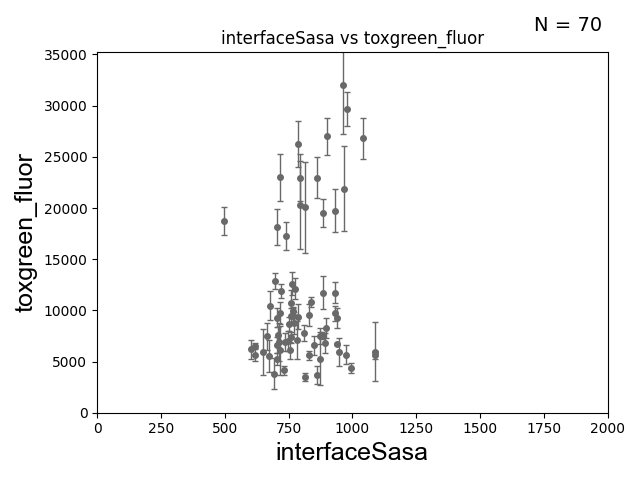 N = 70
interfaceSasa vs toxgreen_fluor
35000
30000
25000
20000
15000
10000
5000
0
toxgreen_fluor
0 250 500 750 1000 1250 1500 1750 2000
interfaceSasa